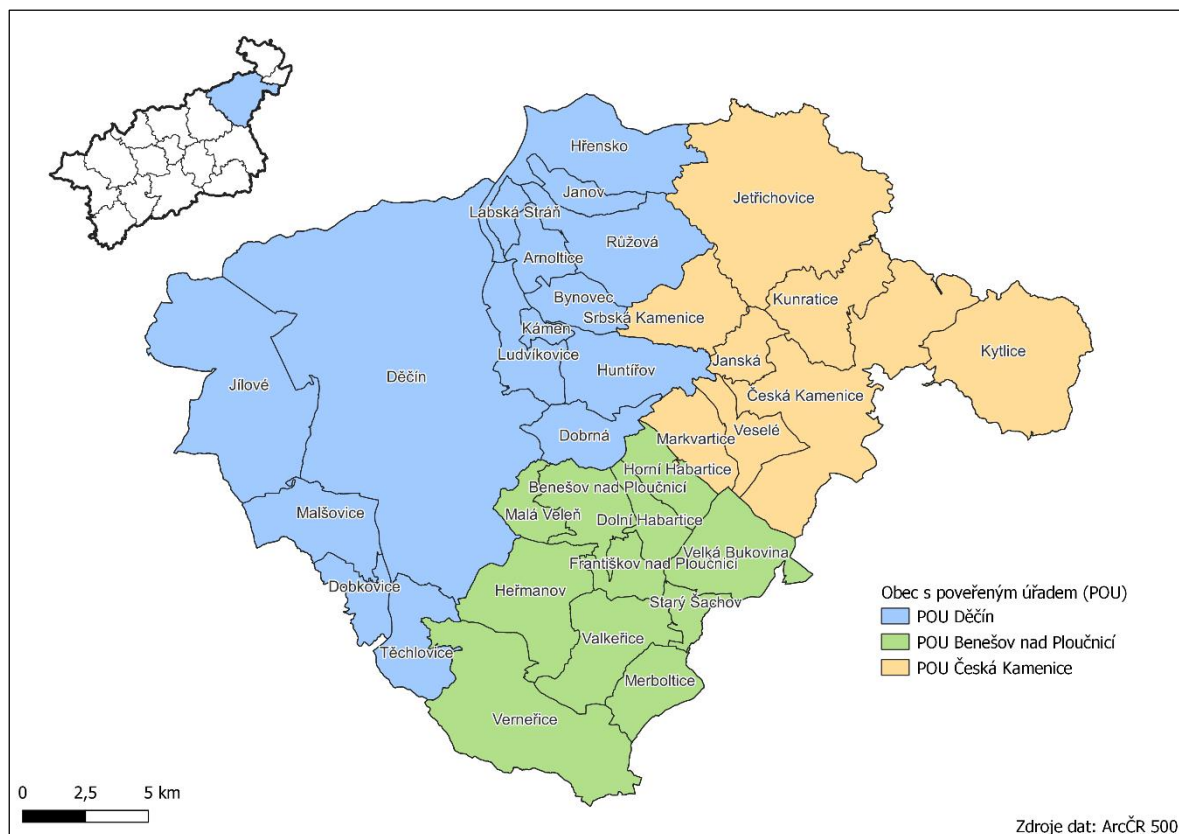 Hřensko
Janov
Jetřichovice
Labská Stráň
Růžová
Arnoltice
Bynovec
Kunratice
Srbská Kamenice
Kámen
Kytlice
Ludvíkovice
Janská
Huntířov
Děčín
Jílové
Česká Kamenice
Dobrná
Markvartice
Veselé
Horní Habartice
Benešov nad Ploučnicí
Malšovice
Malá Veleň
Dolní Habartice
Velká Bukovina
Františkov nad Ploučnicí
Dobkovice
Heřmanov
Starý Šachov
Valkeřice
Těchlovice
Merboltice
Verneřice
Obec s pověřeným úřadem (POU)
POU Děčín
POU Benešov nad Ploučnicí
POU Česká Kamenice
0 2,5 5 km
Zdroje dat: ArcČR 500